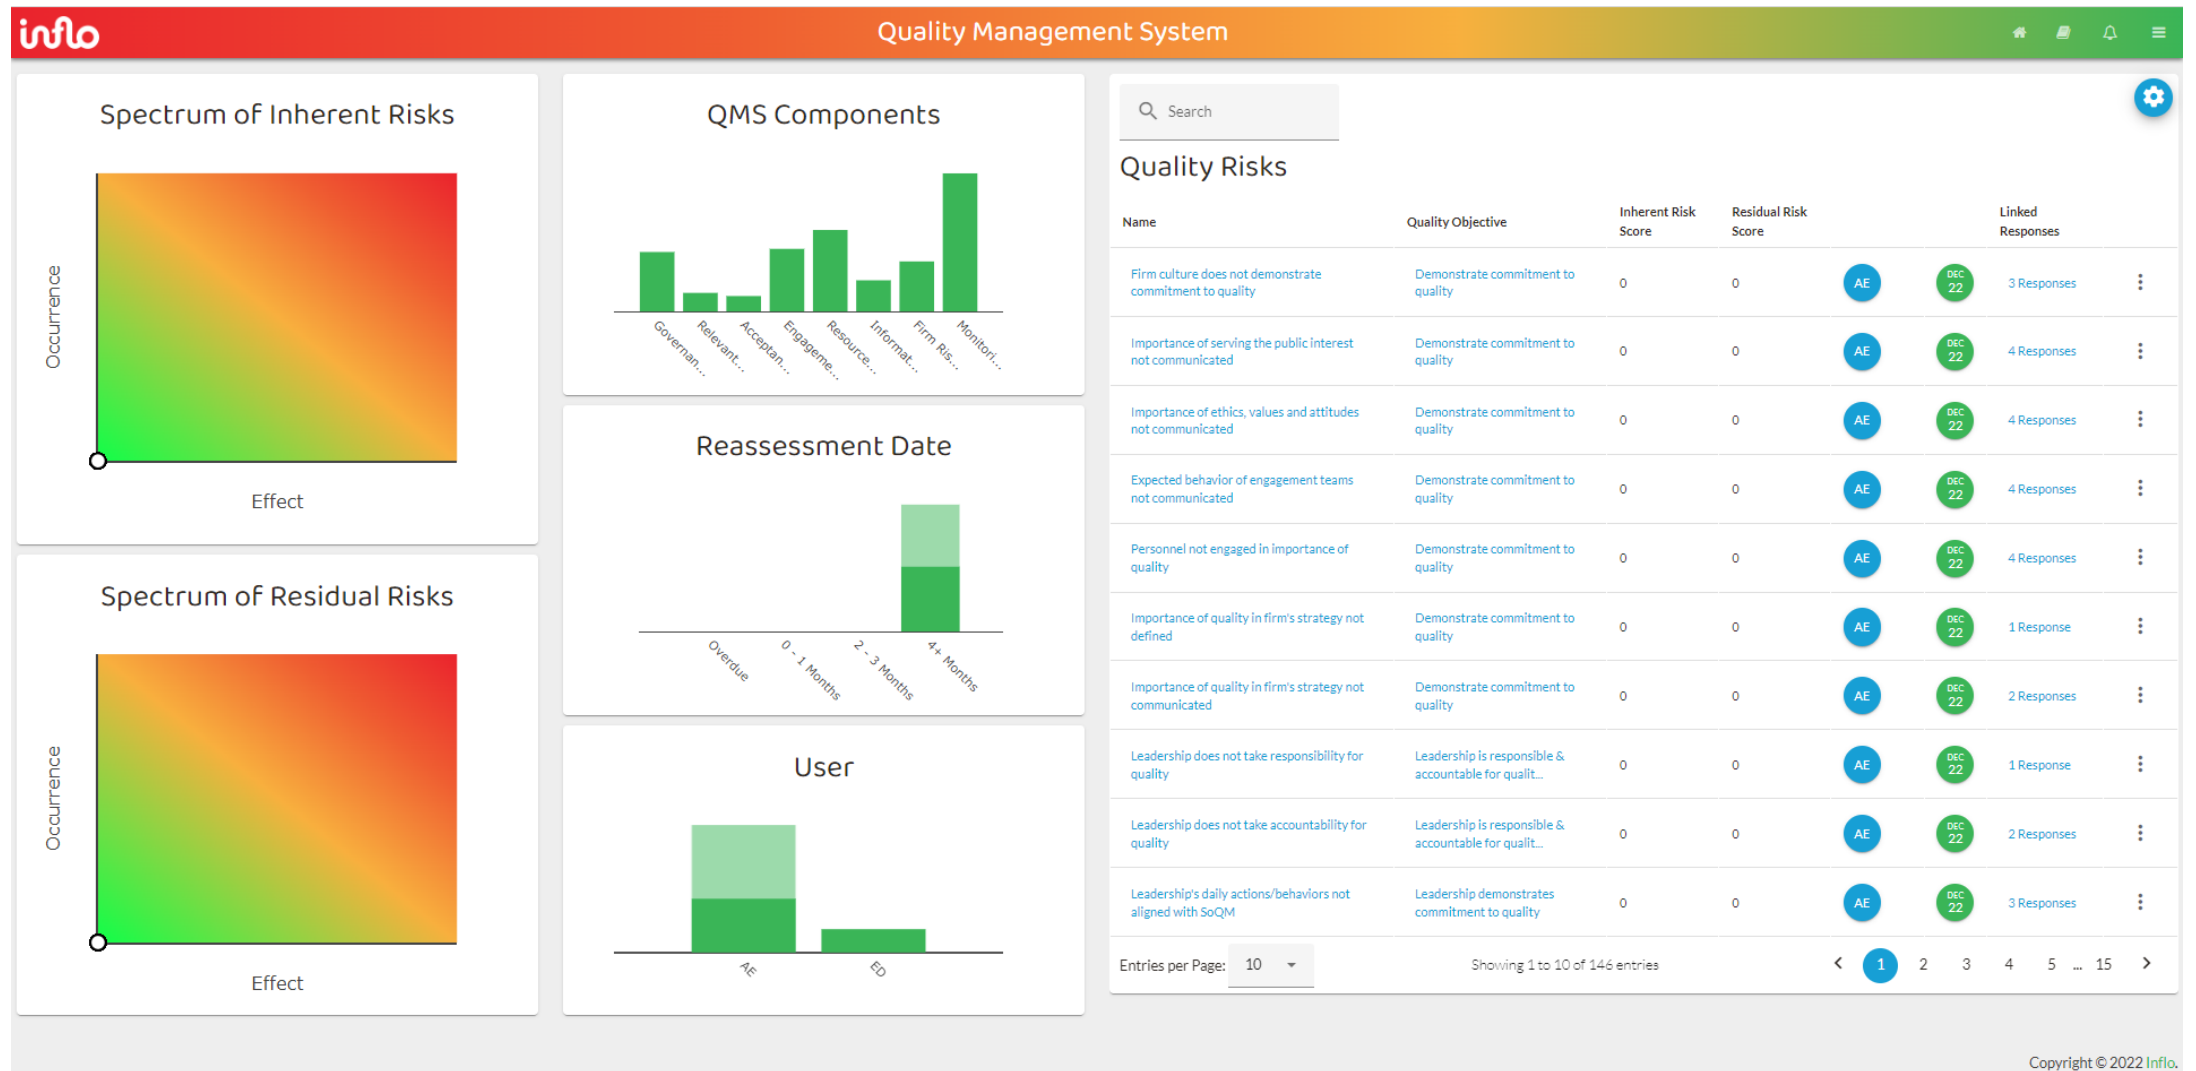 inflo
Quality Management System
Spectrum of Inherent Risks
Occurrence
Effect
Spectrum of Residual Risks
Occurrence
Effect
QMS Components
Governan...
Relevant...
Acceptan...
Engageme...
Resource...
Informat...
Firm Ris...
Monitori...
Reassessment Date
Overdue
0 - 1 Months
2 - 3 Months
4+ Months
User
AE
ED
Search
Quality Risks
Name Quality Objective Inherent Risk Score Residual Risk Score Linked Responses
Firm culture does not demonstrate commitment to quality Demonstrate commitment to quality 0 0 AE DEC 22 3 Responses
Importance of serving the public interest not communicated Demonstrate commitment to quality 0 0 AE DEC 22 4 Responses
Importance of ethics, values and attitudes not communicated Demonstrate commitment to quality 0 0 AE DEC 22 4 Responses
Expected behavior of engagement teams not communicated Demonstrate commitment to quality 0 0 AE DEC 22 4 Responses
Personnel not engaged in importance of quality Demonstrate commitment to quality 0 0 AE DEC 22 4 Responses
Importance of quality in firm's strategy not defined Demonstrate commitment to quality 0 0 AE DEC 22 1 Response
Importance of quality in firm's strategy not communicated Demonstrate commitment to quality 0 0 AE DEC 22 2 Responses
Leadership does not take responsibility for quality Leadership is responsible & accountable for qualit... 0 0 AE DEC 22 1 Response
Leadership does not take accountability for quality Leadership is responsible & accountable for qualit... 0 0 AE DEC 22 2 Responses
Leadership's daily actions/behaviors not aligned with SoQM Leadership demonstrates commitment to quality 0 0 AE DEC 22 3 Responses
Entries per Page: 10 Showing 1 to 10 of 146 entries 1 2 3 4 5 ... 15
Copyright © 2022 Inflo.